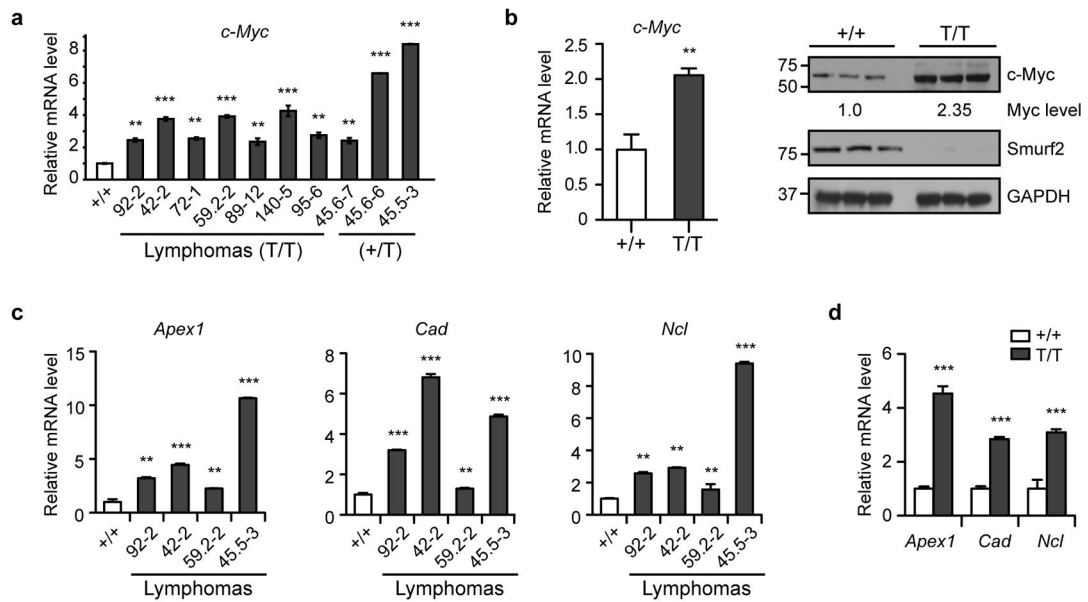 a
c-Myc
Relative mRNA level
8
6
4
2
0
** *** ** *** ** *** ** ** *** ***
+/+ 92-2 42-2 72-1 59.2-2 89-12 140-5 95-6 45.6-7 45.6-6 45.5-3
Lymphomas (T/T) (+/T)
b
c-Myc
Relative mRNA level
2.5
2.0
1.5
1.0
0.5
0.0
**
+/+ T/T
+/+ T/T
75
50
c-Myc
1.0 2.35 Myc level
75
Smurf2
37
GAPDH
c
Apex1
Relative mRNA level
15
10
5
0
** *** ** ***
+/+ 92-2 42-2 59.2-2 45.5-3
Lymphomas
Cad
8
6
4
2
0
*** *** ** ***
+/+ 92-2 42-2 59.2-2 45.5-3
Lymphomas
Ncl
10
8
6
4
2
0
** ** ** ***
+/+ 92-2 42-2 59.2-2 45.5-3
Lymphomas
d
+/+
T/T
Relative mRNA level
6
4
2
0
*** *** ***
Apex1 Cad Ncl